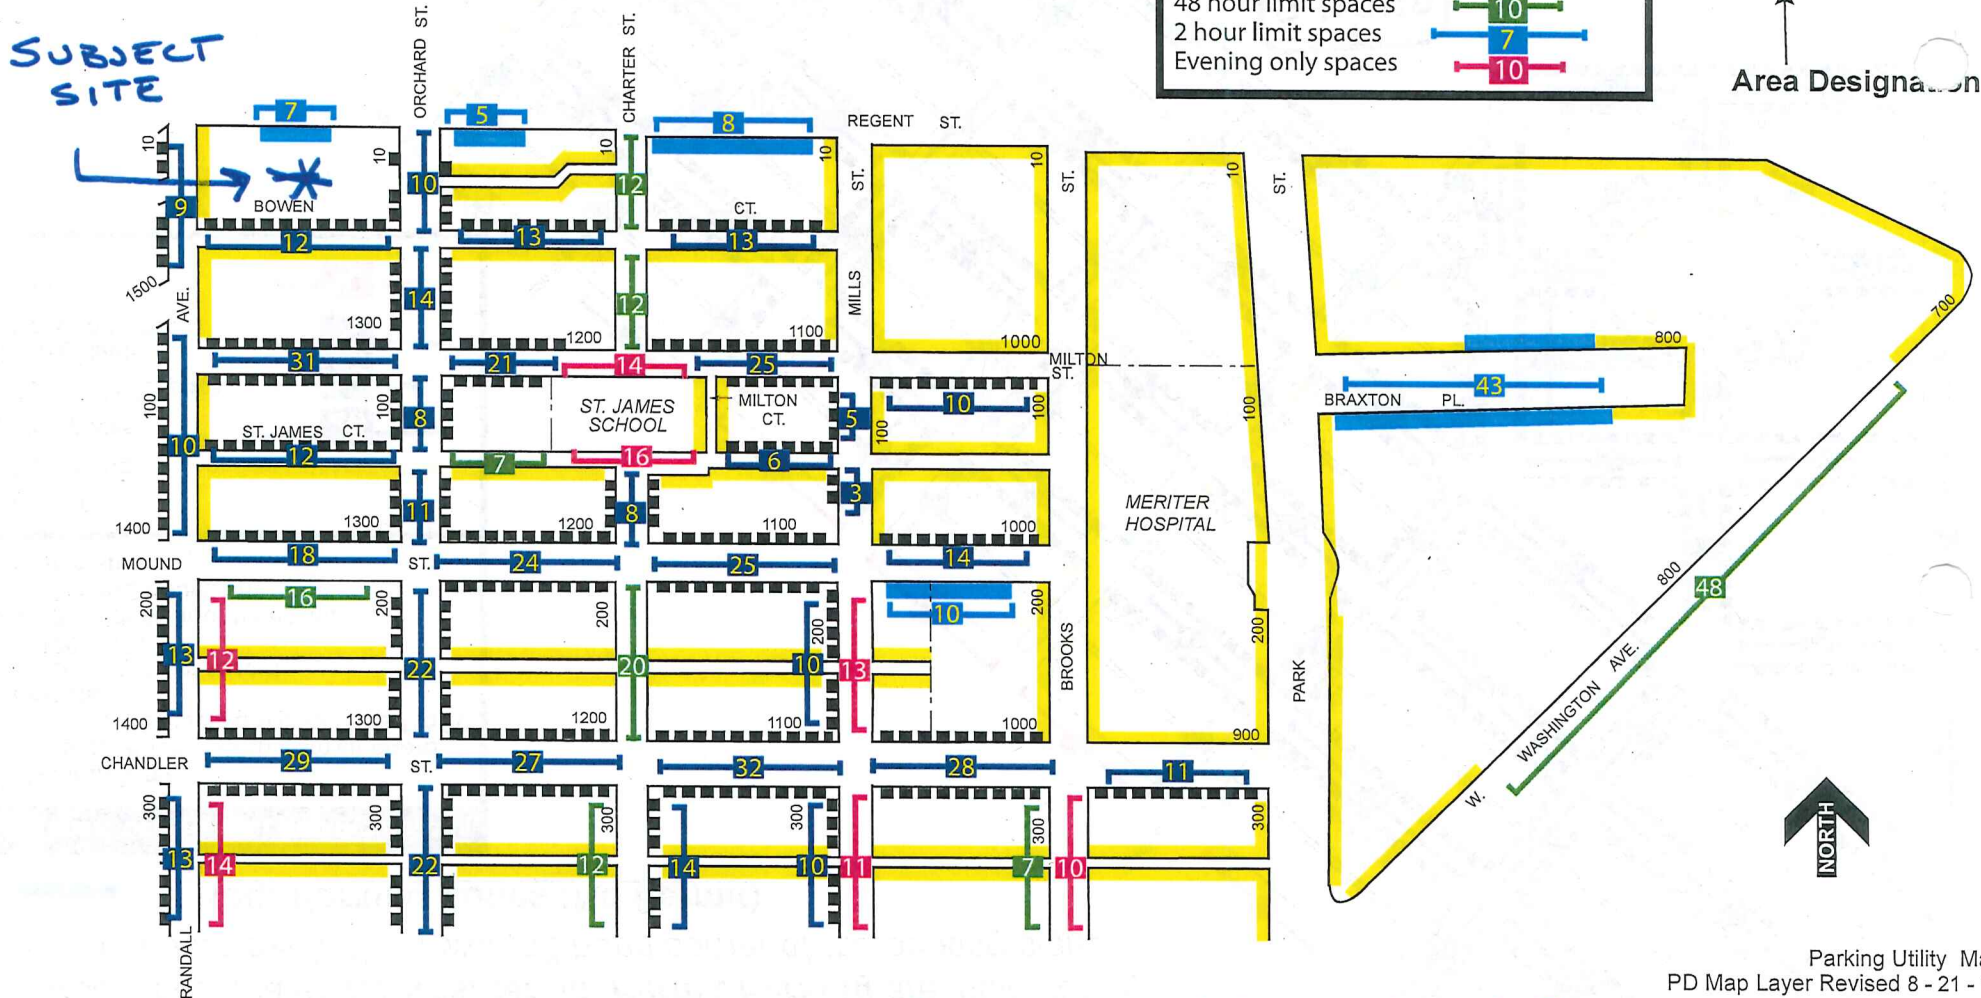 48 hour limit spaces 10
2 hour limit spaces 7
Evening only spaces 10
Area Designation
SUBJECT
SITE
ORCHARD ST.
CHARTER ST.
7
5
8
REGENT ST.
10
10
10
10
10
10
ST.
ST.
ST.
9
10
12
BOWEN
CT.
12
13
13
1500
AVE.
14
12
MILLS
1300
1200
1100
1000
700
31
21
14
25
MILTON
ST.
800
100
100
8
ST. JAMES
SCHOOL
MILTON
CT.
5
10
100
100
100
43
BRAXTON PL.
ST. JAMES CT.
10
12
7
16
6
3
11
8
MERITER
HOSPITAL
1400
1300
1200
1100
1000
MOUND
18
ST.
24
25
14
800
48
200
16
200
200
200
10
200
200
13
12
22
20
10
13
BROOKS
PARK
WASHINGTON AVE.
1400
1300
1200
1100
1000
900
CHANDLER
29
ST.
27
32
28
11
W.
300
300
300
300
300
300
13
14
22
12
14
10
11
7
10
NORTH
RANDALL
Parking Utility Ma
PD Map Layer Revised 8 - 21 -